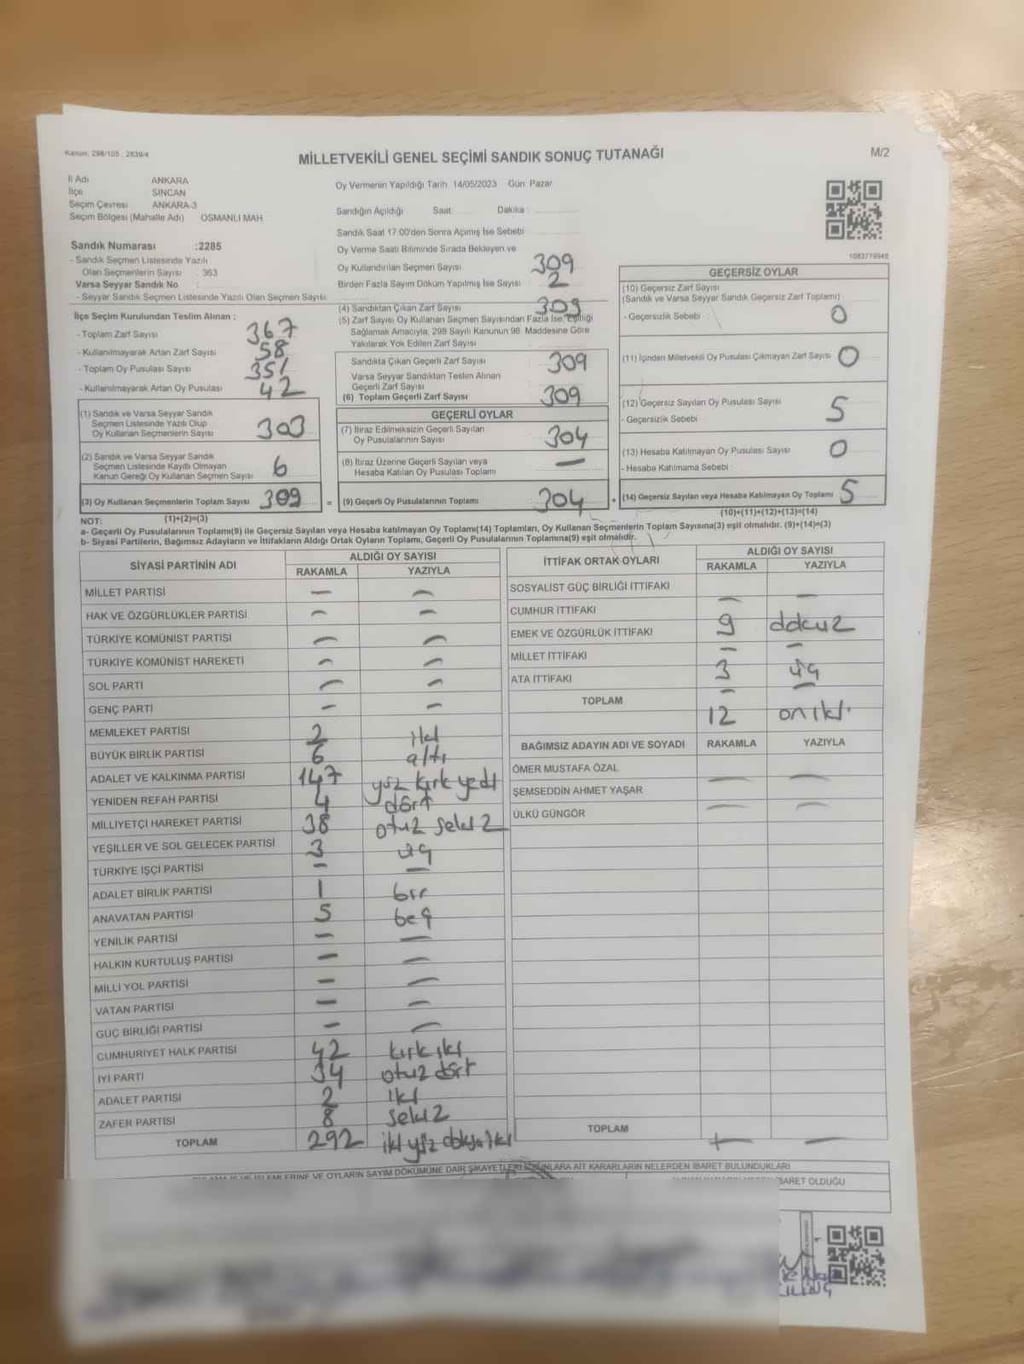 Kanun: 298/105 , 2839/4
MİLLETVEKİLİ GENEL SEÇİMİ SANDIK SONUÇ TUTANAĞI
M/2
İl Adı ANKARA
İlçe SİNCAN
Seçim Çevresi ANKARA-3
Seçim Bölgesi (Mahalle Adı) OSMANLI MAH
Sandık Numarası :2285
- Sandık Seçmen Listesinde Yazılı
Olan Seçmenlerin Sayısı : 363
Varsa Seyyar Sandık No
- Seyyar Sandık Seçmen Listesinde Yazılı Olan Seçmen Sayısı
Oy Vermenin Yapıldığı Tarih 14/05/2023 Gün: Pazar
Sandığın Açıldığı Saat: Dakika :
Sandık Saat 17.00'den Sonra Açılmış İse Sebebi
Oy Verme Saati Bitiminde Sırada Bekleyen ve
Oy Kullandırılan Seçmen Sayısı 309
Birden Fazla Sayım Döküm Yapılmış İse Sayısı 2
1083779948
İlçe Seçim Kurulundan Teslim Alınan :
- Toplam Zarf Sayısı 367
- Kullanılmayarak Artan Zarf Sayısı 58
- Toplam Oy Pusulası Sayısı 351
- Kullanılmayarak Artan Oy Pusulası 42
(1) Sandık ve Varsa Seyyar Sandık
Seçmen Listesinde Yazılı Olup
Oy Kullanan Seçmenlerin Sayısı 303
(2) Sandık ve Varsa Seyyar Sandık
Seçmen Listesinde Kayıtlı Olmayan
Kanun Gereği Oy Kullanan Seçmen Sayısı 6
(3) Oy Kullanan Seçmenlerin Toplam Sayısı 309 =
(1)+(2)=(3)
(4) Sandıktan Çıkan Zarf Sayısı 309
(5) Zarf Sayısı Oy Kullanan Seçmen Sayısından Fazla İse, Eşitliği
Sağlamak Amacıyla, 298 Sayılı Kanunun 98. Maddesine Göre
Yakılarak Yok Edilen Zarf Sayısı
Sandıkta Çıkan Geçerli Zarf Sayısı 309
Varsa Seyyar Sandıktan Teslim Alınan
Geçerli Zarf Sayısı
(6) Toplam Geçerli Zarf Sayısı 309
GEÇERLİ OYLAR
(7) İtiraz Edilmeksizin Geçerli Sayılan
Oy Pusulalarının Sayısı 304
(8) İtiraz Üzerine Geçerli Sayılan veya
Hesaba Katılan Oy Pusulası Toplamı —
(9) Geçerli Oy Pusulalarının Toplamı 304 +
GEÇERSİZ OYLAR
(10) Geçersiz Zarf Sayısı
(Sandık ve Varsa Seyyar Sandık Geçersiz Zarf Toplamı)
- Geçersizlik Sebebi : 0
(11) İçinden Milletvekili Oy Pusulası Çıkmayan Zarf Sayısı 0
(12) Geçersiz Sayılan Oy Pusulası Sayısı 5
- Geçersizlik Sebebi :
(13) Hesaba Katılmayan Oy Pusulası Sayısı 0
- Hesaba Katılmama Sebebi :
(14) Geçersiz Sayılan veya Hesaba Katılmayan Oy Toplamı 5
(10)+(11)+(12)+(13)=(14)
NOT:
a- Geçerli Oy Pusulalarının Toplamı(9) ile Geçersiz Sayılan veya Hesaba katılmayan Oy Toplamı(14) Toplamları, Oy Kullanan Seçmenlerin Toplam Sayısına(3) eşit olmalıdır. (9)+(14)=(3)
b- Siyasi Partilerin, Bağımsız Adayların ve İttifakların Aldığı Ortak Oyların Toplamı, Geçerli Oy Pusulalarının Toplamına(9) eşit olmalıdır.
SİYASİ PARTİNİN ADI ALDIĞI OY SAYISI
RAKAMLA YAZIYLA
MİLLET PARTİSİ — —
HAK VE ÖZGÜRLÜKLER PARTİSİ — —
TÜRKİYE KOMÜNİST PARTİSİ — —
TÜRKİYE KOMÜNİST HAREKETİ — —
SOL PARTİ — —
GENÇ PARTİ — —
MEMLEKET PARTİSİ 2 iki
BÜYÜK BİRLİK PARTİSİ 6 altı
ADALET VE KALKINMA PARTİSİ 147 yüz kırk yedi
YENİDEN REFAH PARTİSİ 4 dört
MİLLİYETÇİ HAREKET PARTİSİ 38 otuz sekiz
YEŞİLLER VE SOL GELECEK PARTİSİ 3 üç
TÜRKİYE İŞÇİ PARTİSİ — —
ADALET BİRLİK PARTİSİ 1 bir
ANAVATAN PARTİSİ 5 beş
YENİLİK PARTİSİ — —
HALKIN KURTULUŞ PARTİSİ — —
MİLLİ YOL PARTİSİ — —
VATAN PARTİSİ — —
GÜÇ BİRLİĞİ PARTİSİ — —
CUMHURİYET HALK PARTİSİ 42 kırk iki
İYİ PARTİ 34 otuz dört
ADALET PARTİSİ 2 iki
ZAFER PARTİSİ 8 sekiz
TOPLAM 292 iki yüz doksan iki
İTTİFAK ORTAK OYLARI ALDIĞI OY SAYISI
RAKAMLA YAZIYLA
SOSYALİST GÜÇ BİRLİĞİ İTTİFAKI — —
CUMHUR İTTİFAKI 9 dokuz
EMEK VE ÖZGÜRLÜK İTTİFAKI — —
MİLLET İTTİFAKI 3 üç
ATA İTTİFAKI — —
TOPLAM 12 on iki
BAĞIMSIZ ADAYIN ADI VE SOYADI RAKAMLA YAZIYLA
ÖMER MUSTAFA ÖZAL — —
ŞEMSEDDİN AHMET YAŞAR — —
ÜLKÜ GÜNGÖR
TOPLAM — —
VE OYLARIN SAYIM DÖKÜMÜNE DAİR ŞİKAYETLER BUNLARA AİT KARARLARIN NELERDEN İBARET BULUNDUKLARI
İBARET OLDUĞU